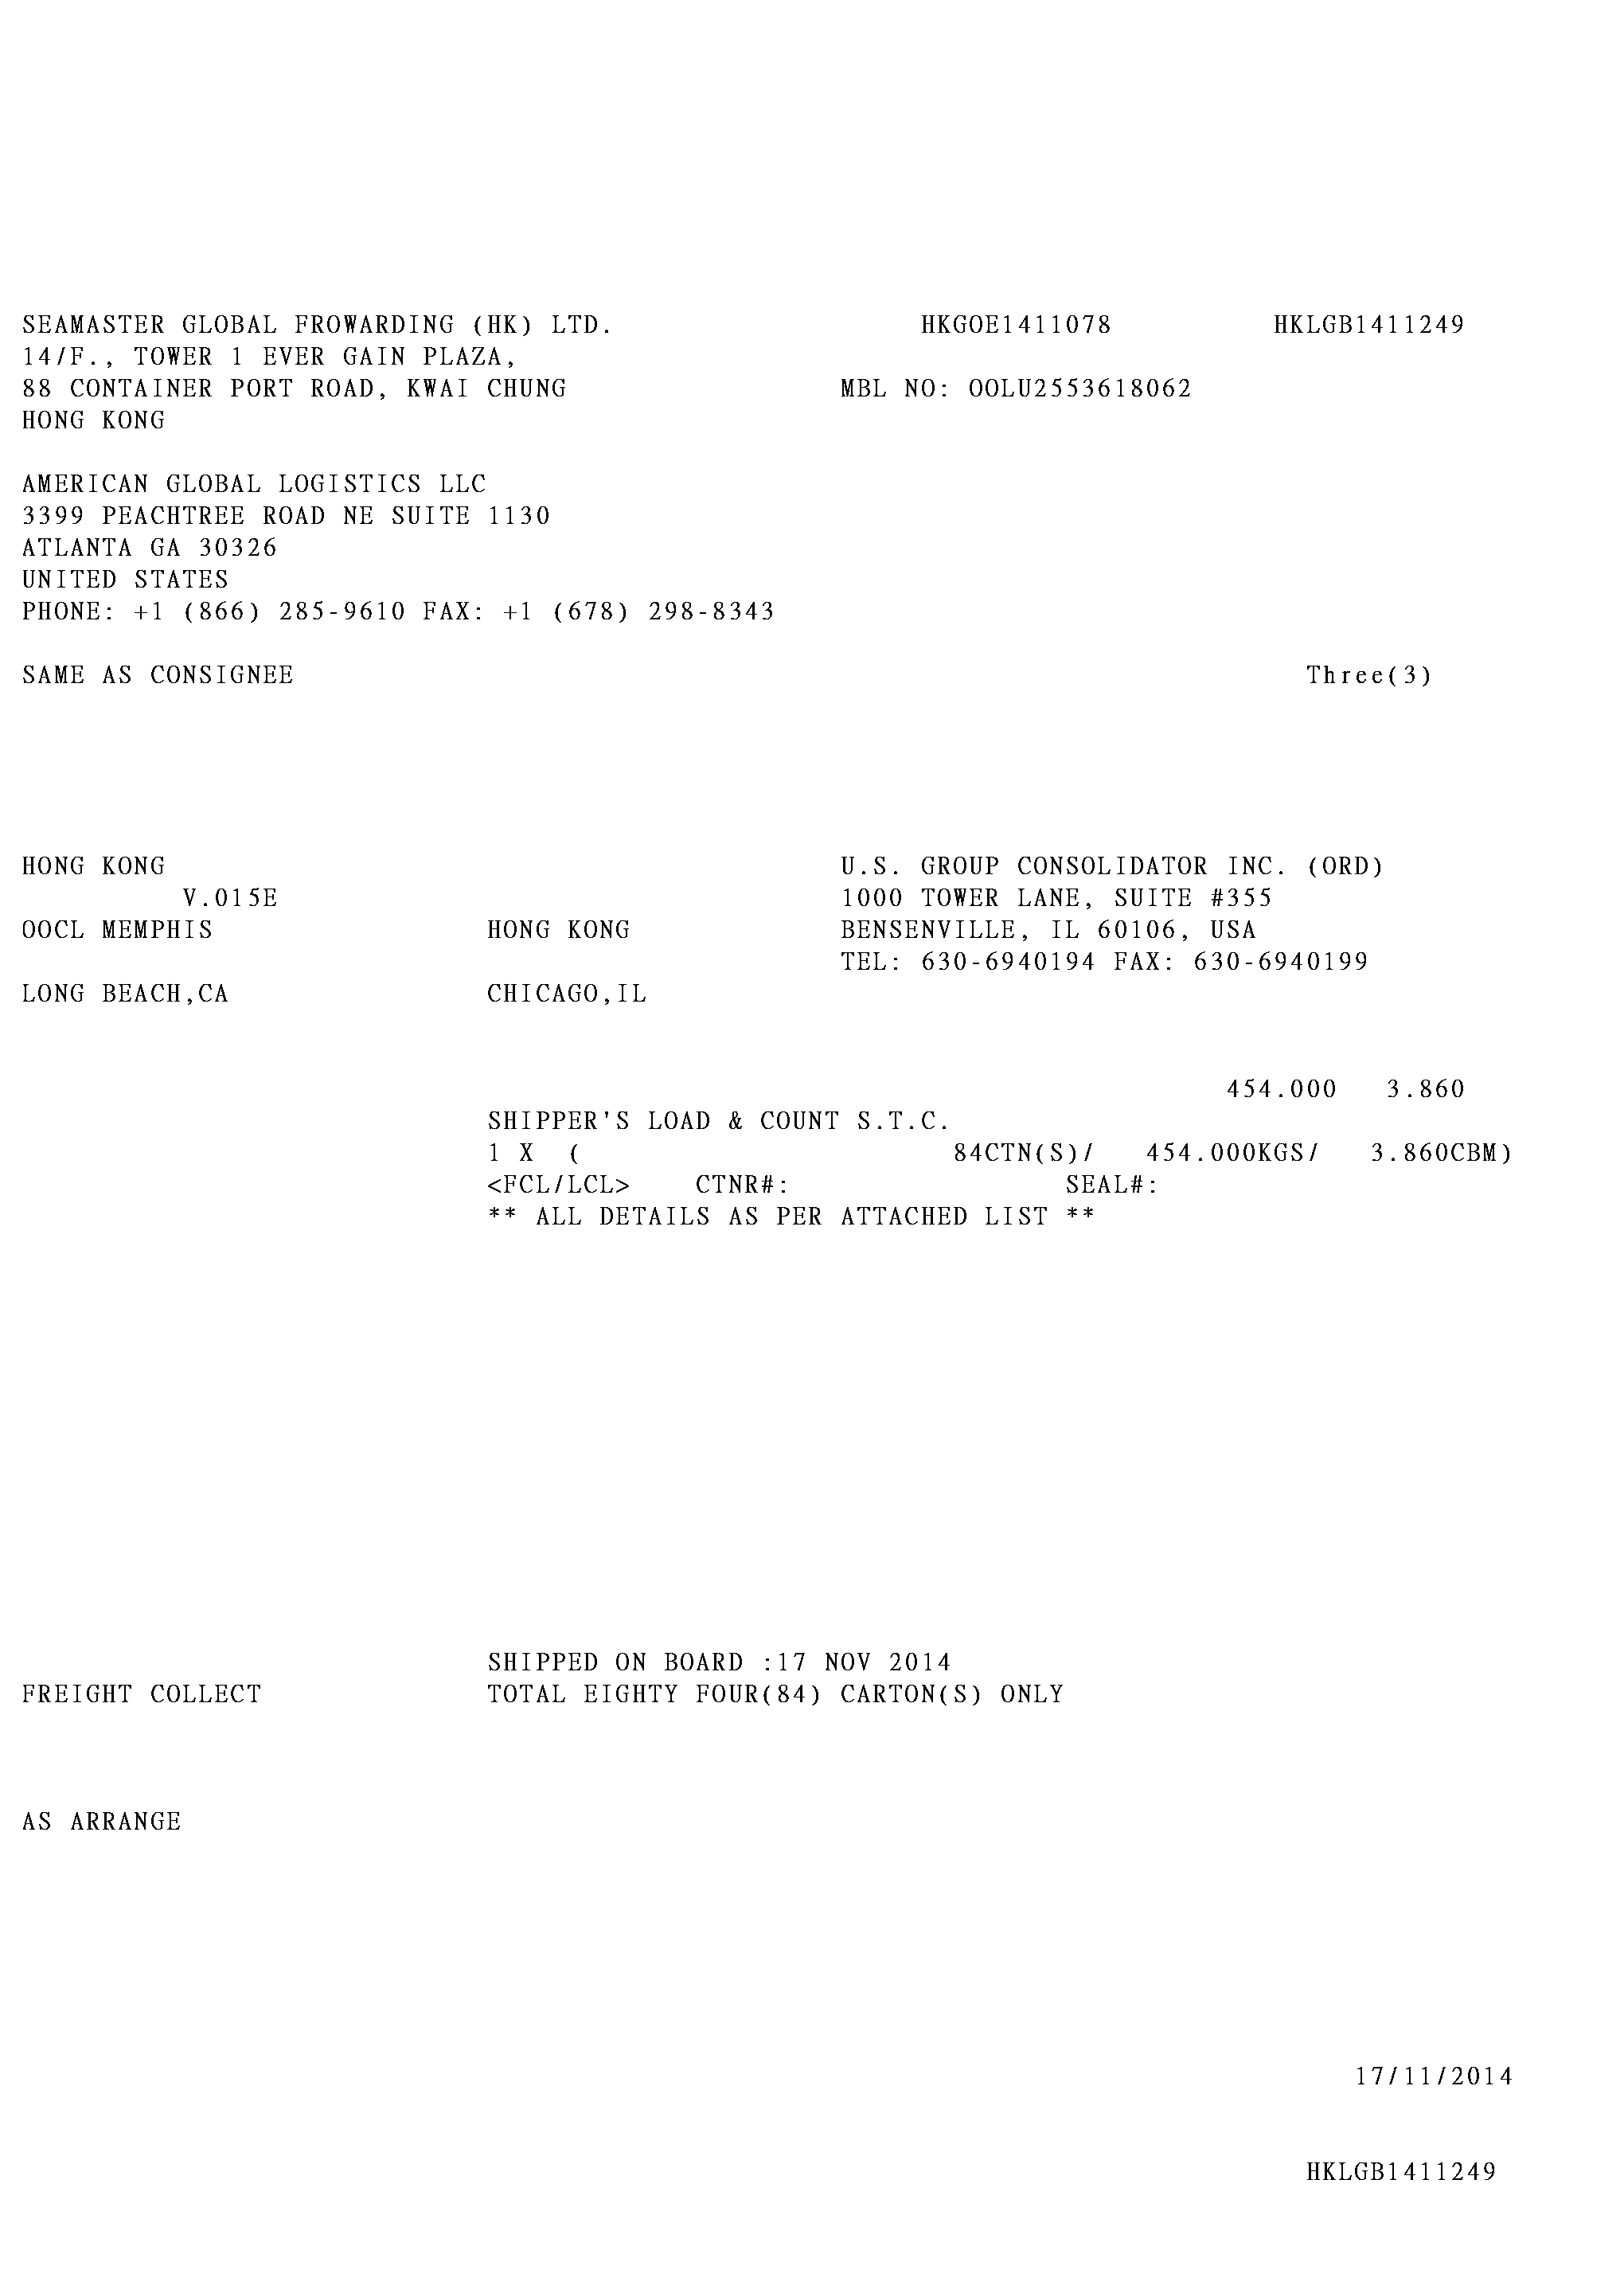 SEAMASTER GLOBAL FROWARDING (HK) LTD. HKGOE1411078 HKLGB1411249
14/F., TOWER 1 EVER GAIN PLAZA,
88 CONTAINER PORT ROAD, KWAI CHUNG MBL NO: OOLU2553618062
HONG KONG
AMERICAN GLOBAL LOGISTICS LLC
3399 PEACHTREE ROAD NE SUITE 1130
ATLANTA GA 30326
UNITED STATES
PHONE: +1 (866) 285-9610 FAX: +1 (678) 298-8343
SAME AS CONSIGNEE Three(3)
HONG KONG U.S. GROUP CONSOLIDATOR INC. (ORD)
V.015E 1000 TOWER LANE, SUITE #355
OOCL MEMPHIS HONG KONG BENSENVILLE, IL 60106, USA
TEL: 630-6940194 FAX: 630-6940199
LONG BEACH,CA CHICAGO,IL
454.000 3.860
SHIPPER'S LOAD & COUNT S.T.C.
1 X ( 84CTN(S)/ 454.000KGS/ 3.860CBM)
<FCL/LCL> CTNR#: SEAL#:
** ALL DETAILS AS PER ATTACHED LIST **
SHIPPED ON BOARD :17 NOV 2014
FREIGHT COLLECT TOTAL EIGHTY FOUR(84) CARTON(S) ONLY
AS ARRANGE
17/11/2014
HKLGB1411249